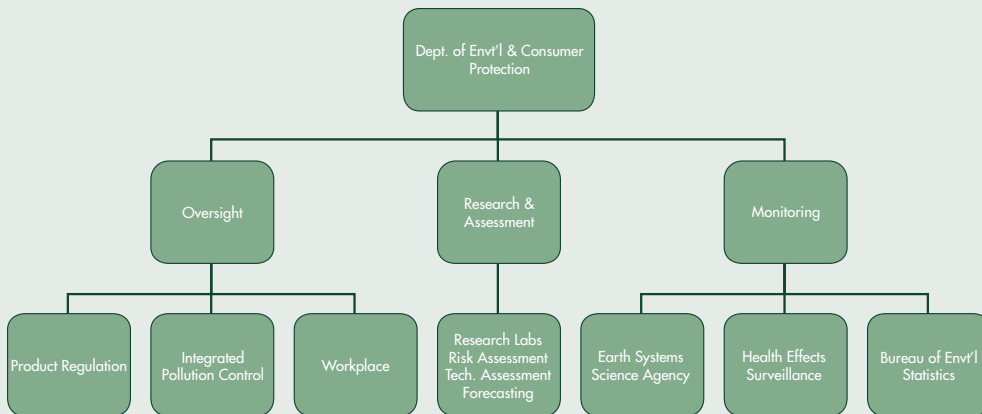 Dept. of Envt’l & Consumer
Protection
Oversight
Research &
Assessment
Monitoring
Product Regulation
Integrated
Pollution Control
Workplace
Research Labs
Risk Assessment
Tech. Assessment
Forecasting
Earth Systems
Science Agency
Health Effects
Surveillance
Bureau of Envt’l
Statistics